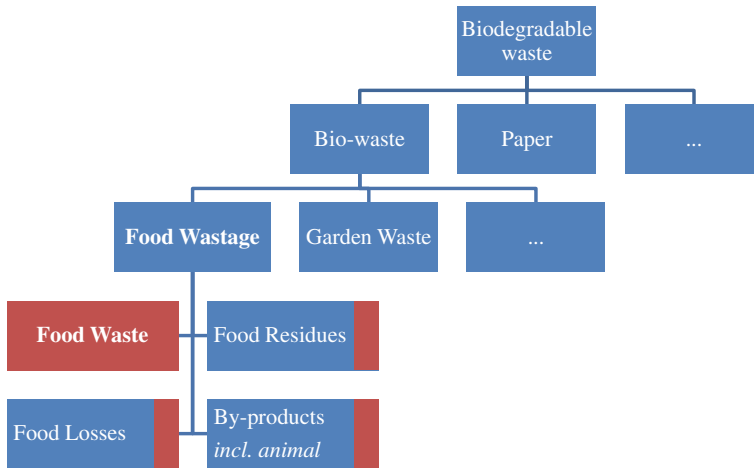 Biodegradable
waste
Bio-waste
Paper
...
Food Wastage
Garden Waste
...
Food Waste
Food Residues
Food Losses
By-products
incl. animal